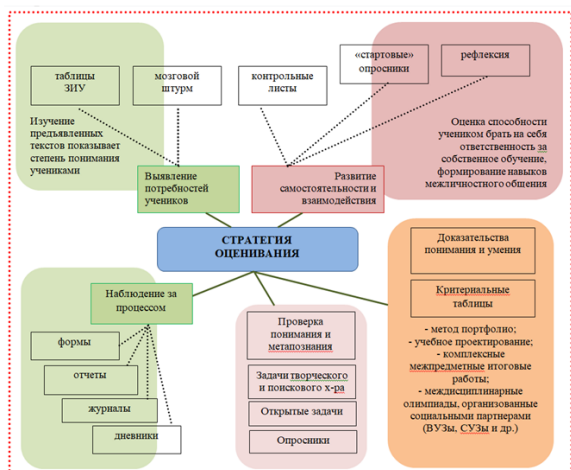 таблицы
ЗИУ
мозговой
штурм
контрольные
листы
«стартовые»
опросники
рефлексия
Изучение
предъявленных
текстов показывает
степень понимания
учениками
Оценка способности
учеником брать на себя
ответственность за
собственное обучение,
формирование навыков
межличностного общения
Выявление
потребностей
учеников
Развитие
самостоятельности и
взаимодействия
СТРАТЕГИЯ
ОЦЕНИВАНИЯ
Наблюдение за
процессом
формы
отчеты
журналы
дневники
Проверка
понимания и
метапознания
Задачи творческого
и поискового х-ра
Открытые задачи
Опросники
Доказательства
понимания и умения
Критериальные
таблицы
- метод портфолио;
- учебное проектирование;
- комплексные
межпредметные итоговые
работы;
- междисциплинарные
олимпиады, организованные
социальными партнерами
(ВУЗы, СУЗы и др.)